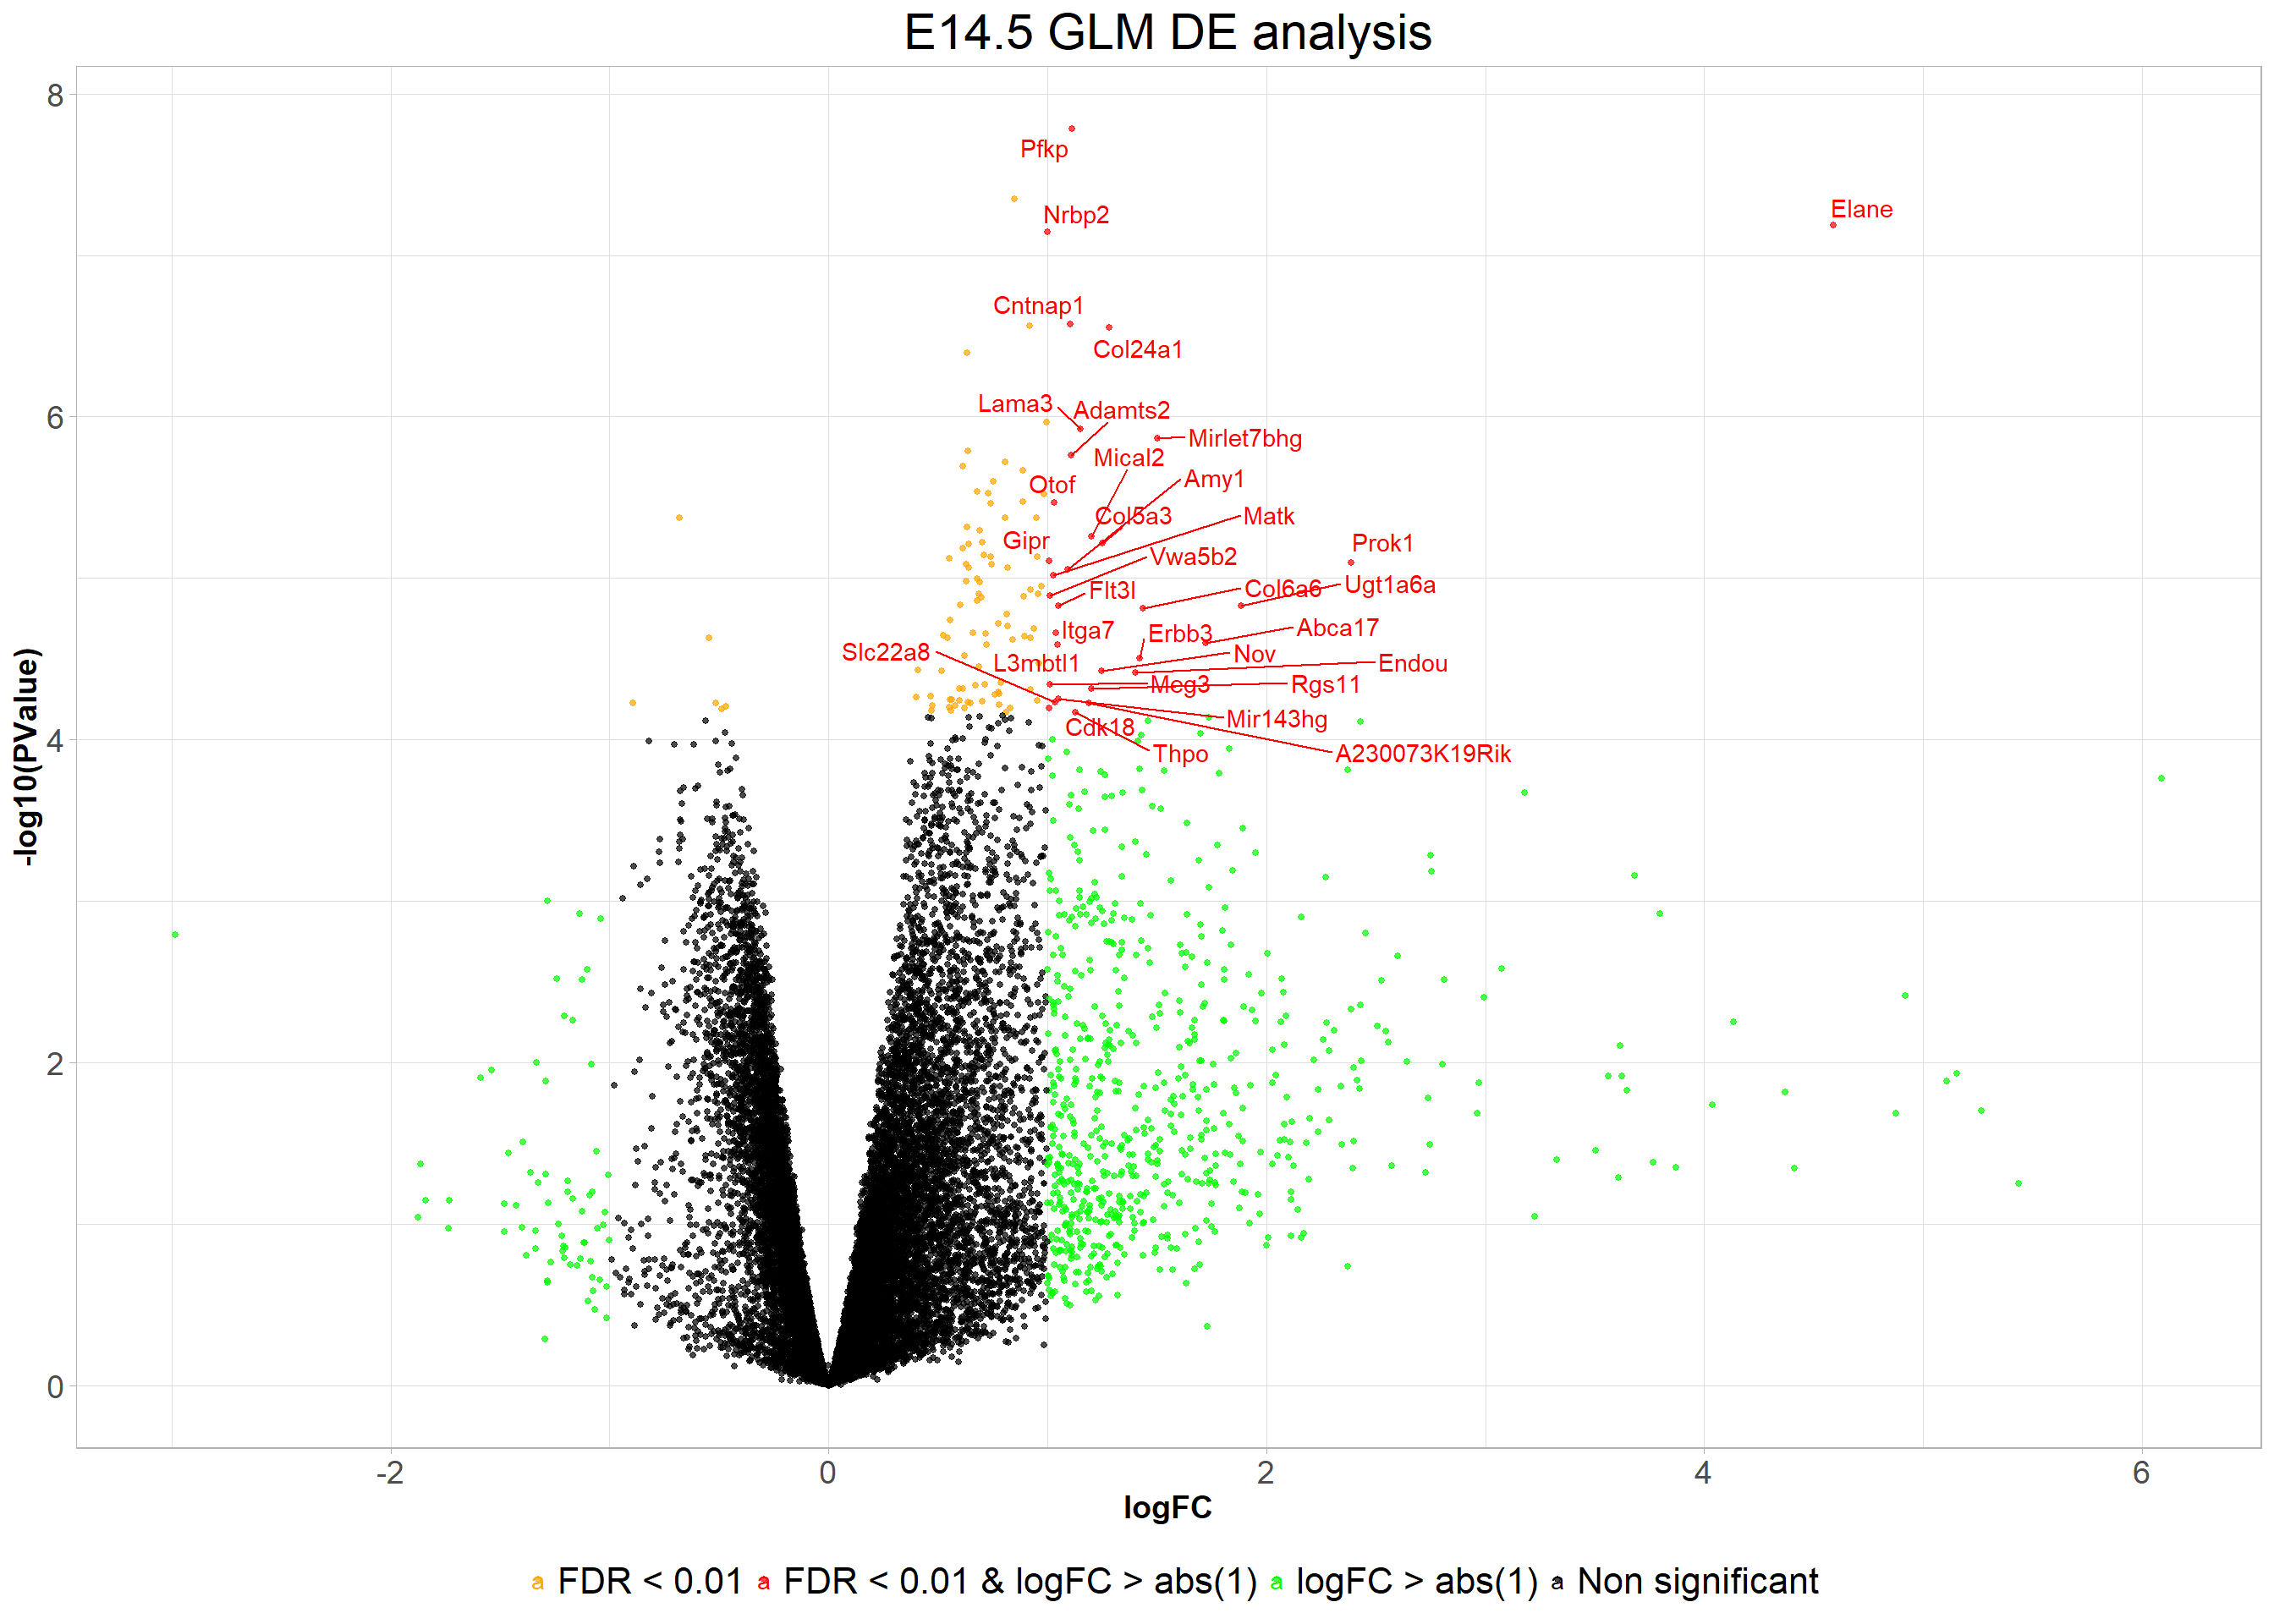 E14.5 GLM DE analysis
8
Pfkp
Nrbp2
Elane
Cntnap1
Col24a1
6
Lama3
Adamts2
Mirlet7bhg
Mical2
Otof
Amy1
Col5a3
Matk
Gipr
Prok1
Vwa5b2
Flt3l
Col6a6
Ugt1a6a
Itga7
Erbb3
Abca17
Slc22a8
L3mbtl1
Nov
Endou
Meg3
Rgs11
Mir143hg
Cdk18
4
Thpo
A230073K19Rik
-log10(PValue)
2
0
-2
0
2
4
6
logFC
a FDR < 0.01 a FDR < 0.01 & logFC > abs(1) a logFC > abs(1) a Non significant